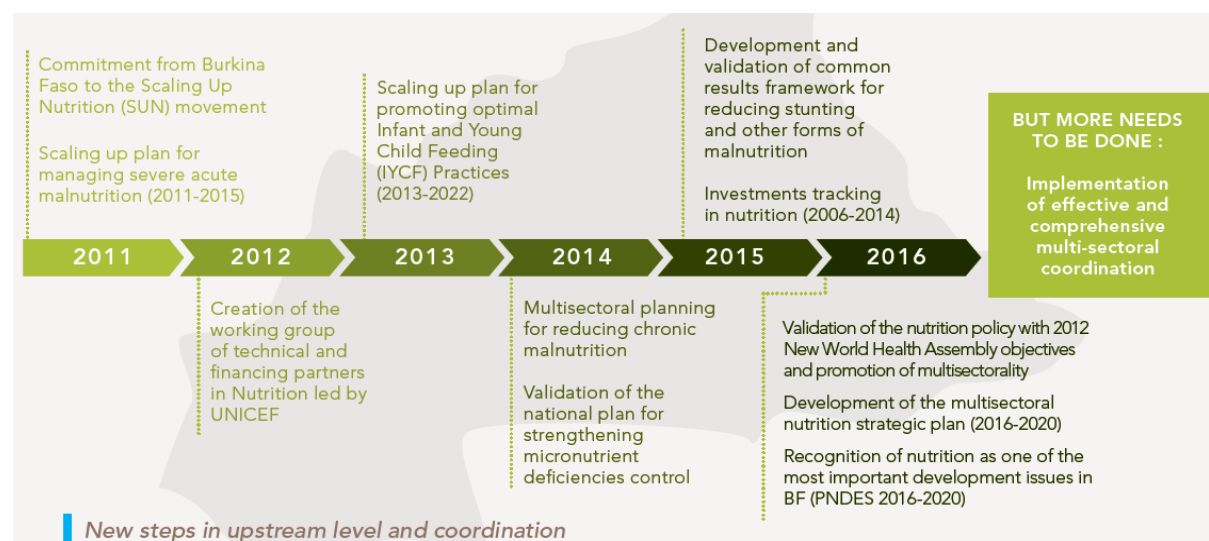 Commitment from Burkina
Faso to the Scaling Up
Nutrition (SUN) movement
Scaling up plan for
managing severe acute
malnutrition (2011-2015)
Scaling up plan for
promoting optimal
Infant and Young
Child Feeding
(IYCF) Practices
(2013-2022)
Development and
validation of common
results framework for
reducing stunting
and other forms of
malnutrition
Investments tracking
in nutrition (2006-2014)
BUT MORE NEEDS
TO BE DONE :
Implementation
of effective and
comprehensive
multi-sectoral
coordination
2011
2012
2013
2014
2015
2016
Creation of the
working group
of technical and
financing partners
in Nutrition led by
UNICEF
Multisectoral planning
for reducing chronic
malnutrition
Validation of the
national plan for
strengthening
micronutrient
deficiencies control
Validation of the nutrition policy with 2012
New World Health Assembly objectives
and promotion of multisectorality
Development of the multisectoral
nutrition strategic plan (2016-2020)
Recognition of nutrition as one of the
most important development issues in
BF (PNDES 2016-2020)
New steps in upstream level and coordination